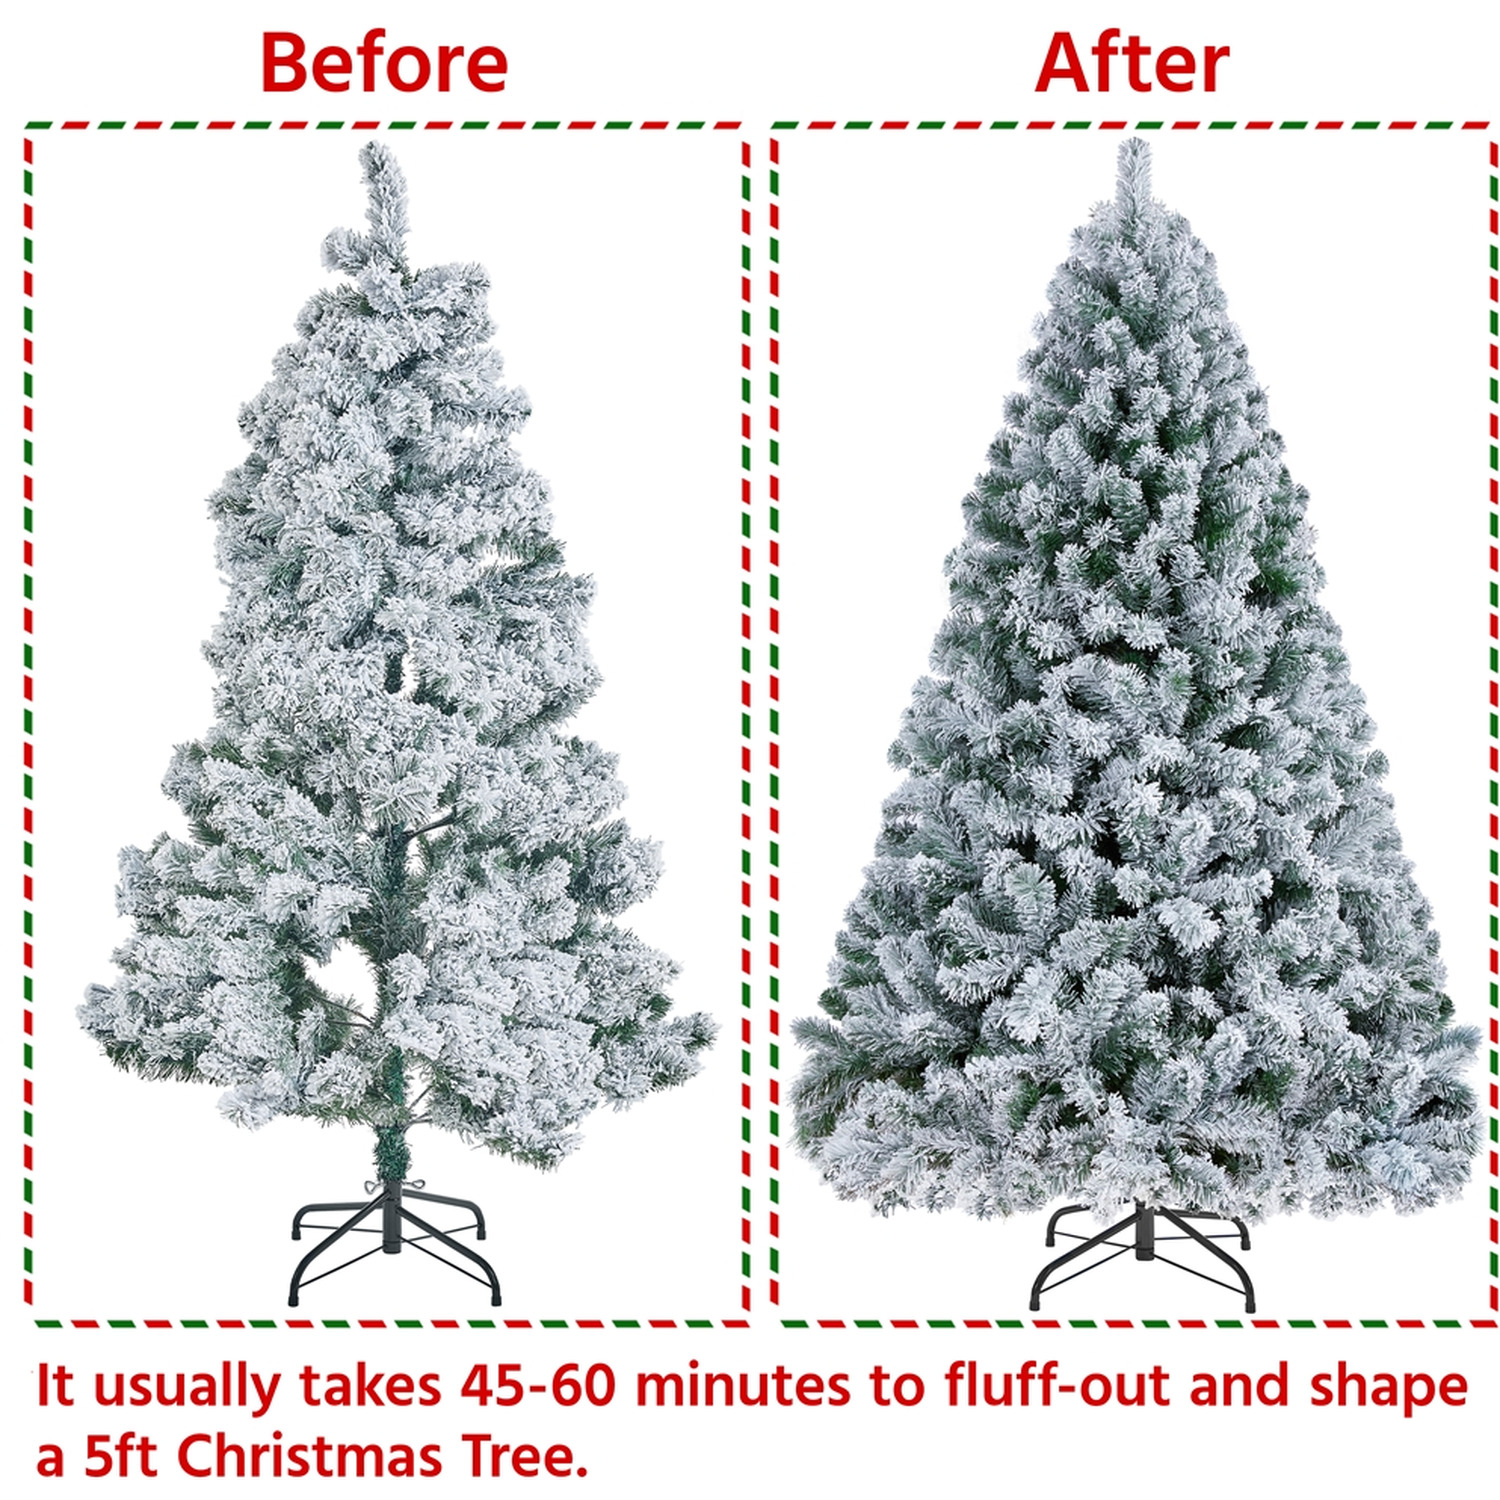 Before
After
It usually takes 45-60 minutes to fluff-out and shape
a 5ft Christmas Tree.